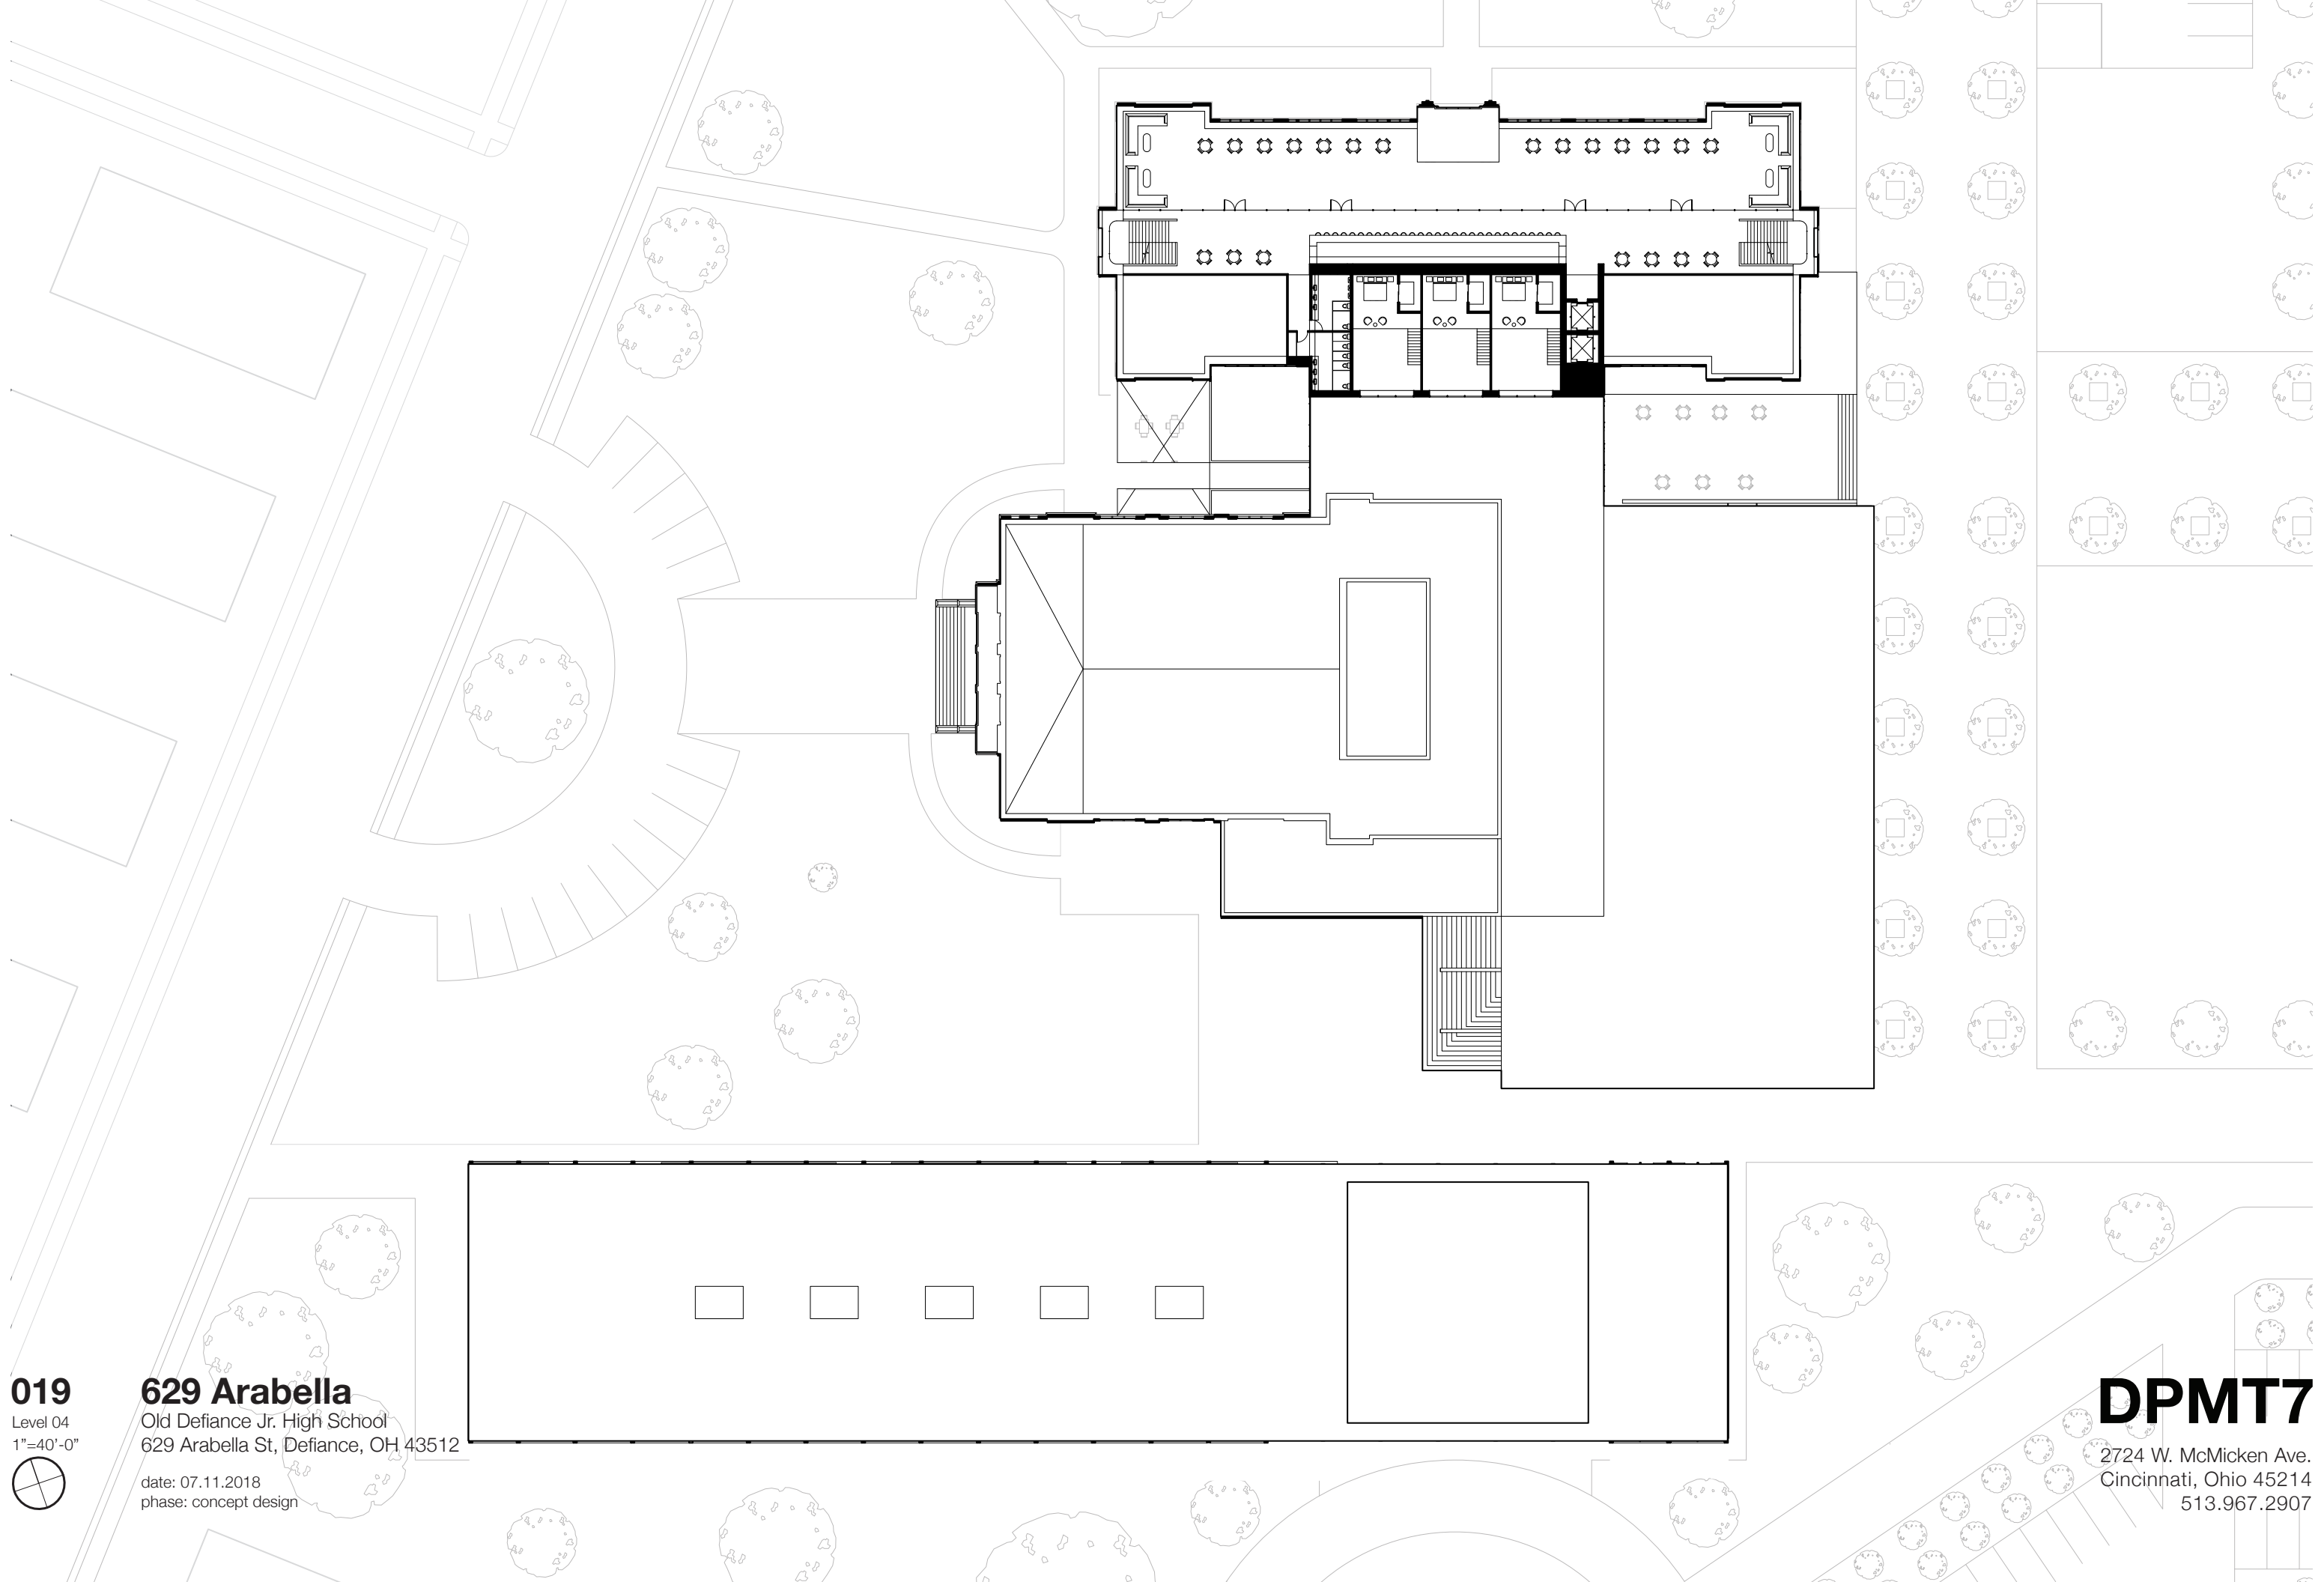 019
Level 04
1”=40’-0”
629 Arabella
Old Defiance Jr. High School
629 Arabella St, Defiance, OH 43512
date: 07.11.2018
phase: concept design
DPMT7
2724 W. McMicken Ave.
Cincinnati, Ohio 45214
513.967.2907